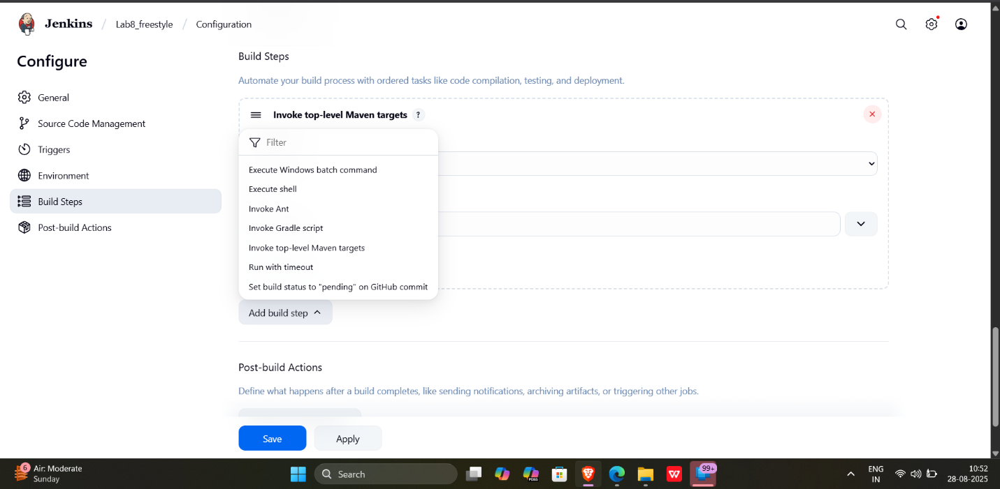 Jenkins / Lab8_freestyle / Configuration
Configure
General
Source Code Management
Triggers
Environment
Build Steps
Post-build Actions
Build Steps
Automate your build process with ordered tasks like code compilation, testing, and deployment.
Invoke top-level Maven targets ?
Filter
Execute Windows batch command
Execute shell
Invoke Ant
Invoke Gradle script
Invoke top-level Maven targets
Run with timeout
Set build status to "pending" on GitHub commit
Add build step
Post-build Actions
Define what happens after a build completes, like sending notifications, archiving artifacts, or triggering other jobs.
Save Apply
6
Air: Moderate
Sunday
Search
M365
W
99+
ENG
IN
10:52
28-08-2025